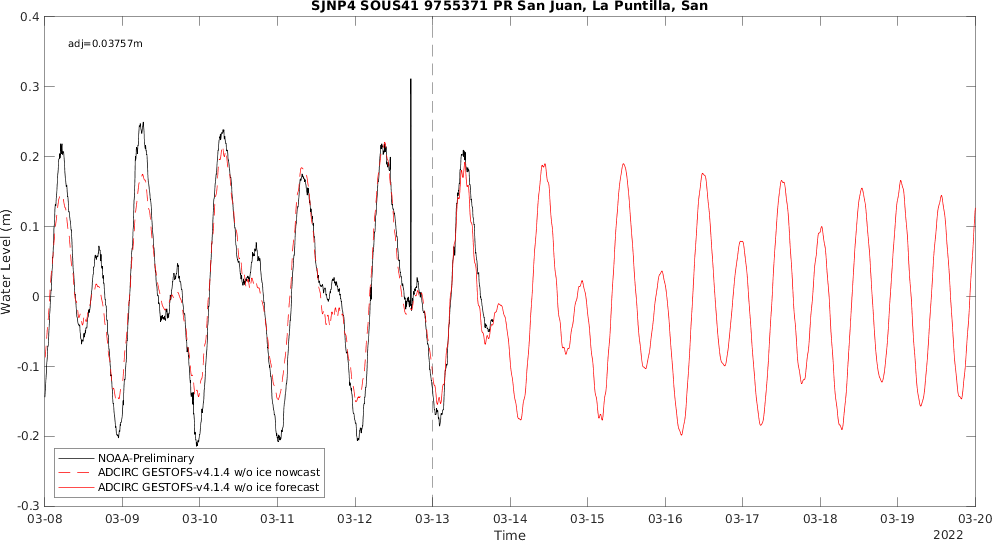 SJNP4 SOUS41 9755371 PR San Juan, La Puntilla, San
adj=0.03757m
Water Level (m)
0.4
0.3
0.2
0.1
0
-0.1
-0.2
-0.3
NOAA-Preliminary
ADCIRC GESTOFS-v4.1.4 w/o ice nowcast
ADCIRC GESTOFS-v4.1.4 w/o ice forecast
03-08 03-09 03-10 03-11 03-12 03-13 03-14 03-15 03-16 03-17 03-18 03-19 03-20
Time
2022